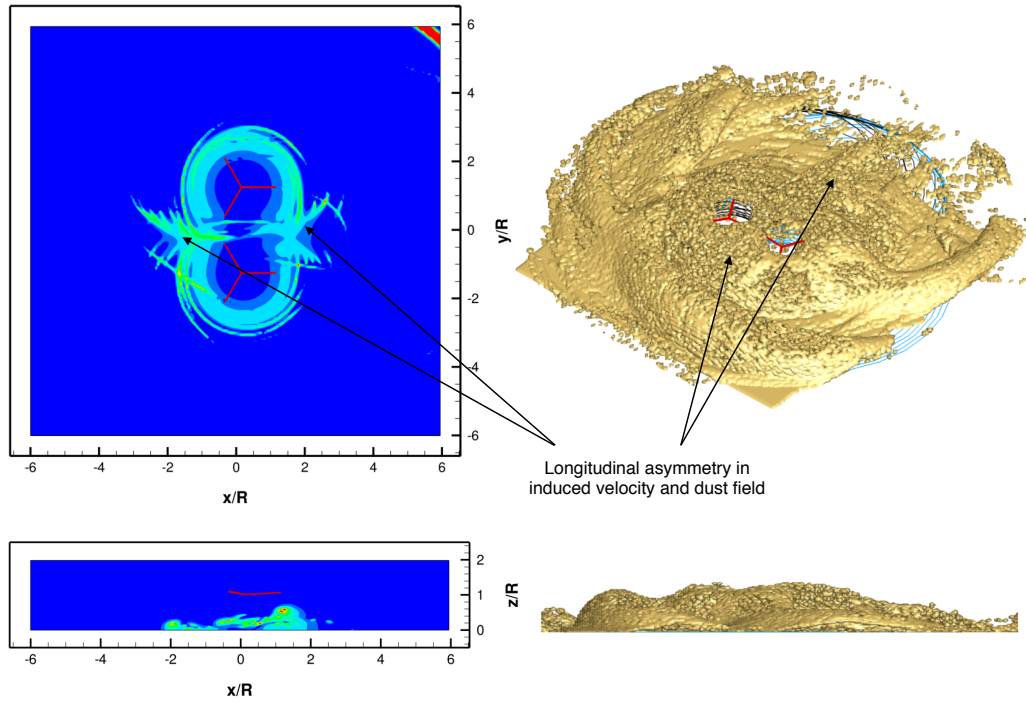 6
4
2
0
-2
-4
-6
y/R
-6 -4 -2 0 2 4 6
x/R
Longitudinal asymmetry in
induced velocity and dust field
2
1
0
z/R
-6 -4 -2 0 2 4 6
x/R